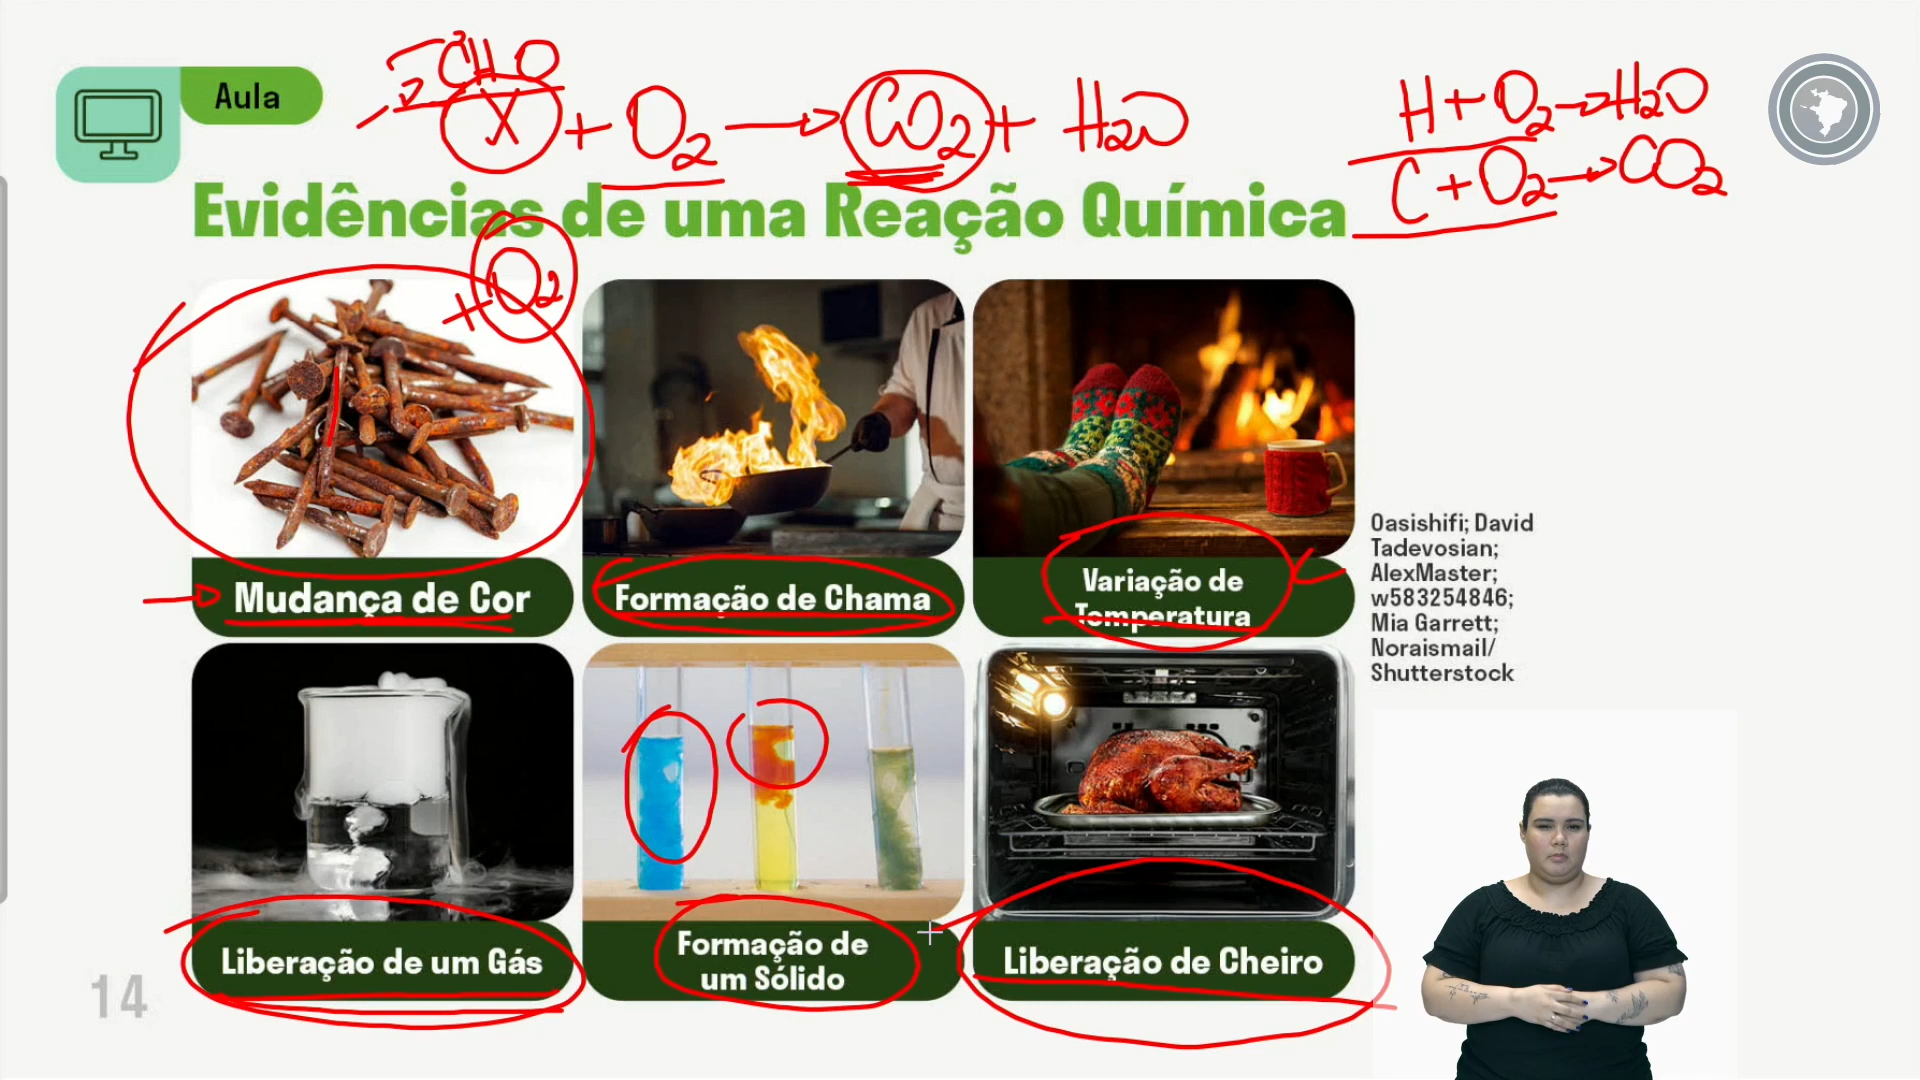 Aula
CHO
X + O2 → CO2 + H2O
H + O2 → H2O
C + O2 → CO2
Evidências de uma Reação Química
+ O2
Mudança de Cor
Formação de Chama
Variação de
Temperatura
Oasishifi; David
Tadevosian;
AlexMaster;
w583254846;
Mia Garrett;
Noraismail/
Shutterstock
Liberação de um Gás
Formação de
um Sólido
Liberação de Cheiro
14